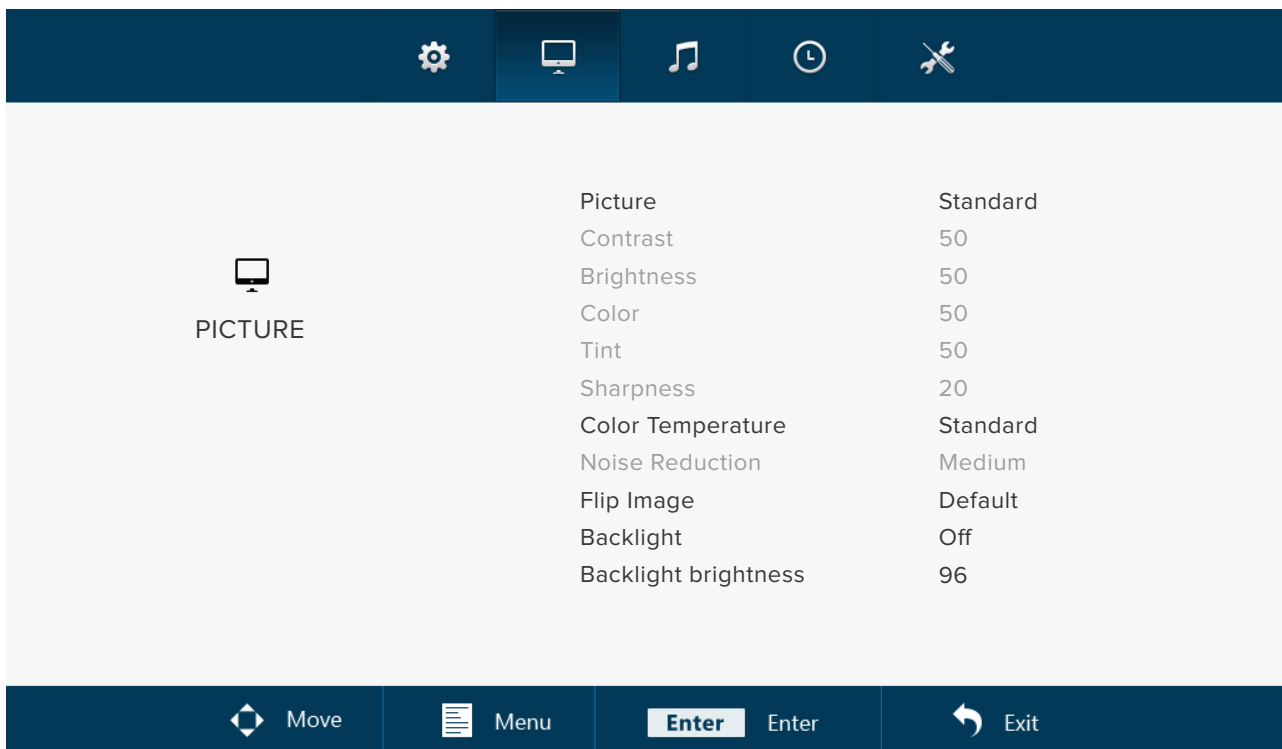 PICTURE
Picture Standard
Contrast 50
Brightness 50
Color 50
Tint 50
Sharpness 20
Color Temperature Standard
Noise Reduction Medium
Flip Image Default
Backlight Off
Backlight brightness 96
Move Menu Enter Enter Exit